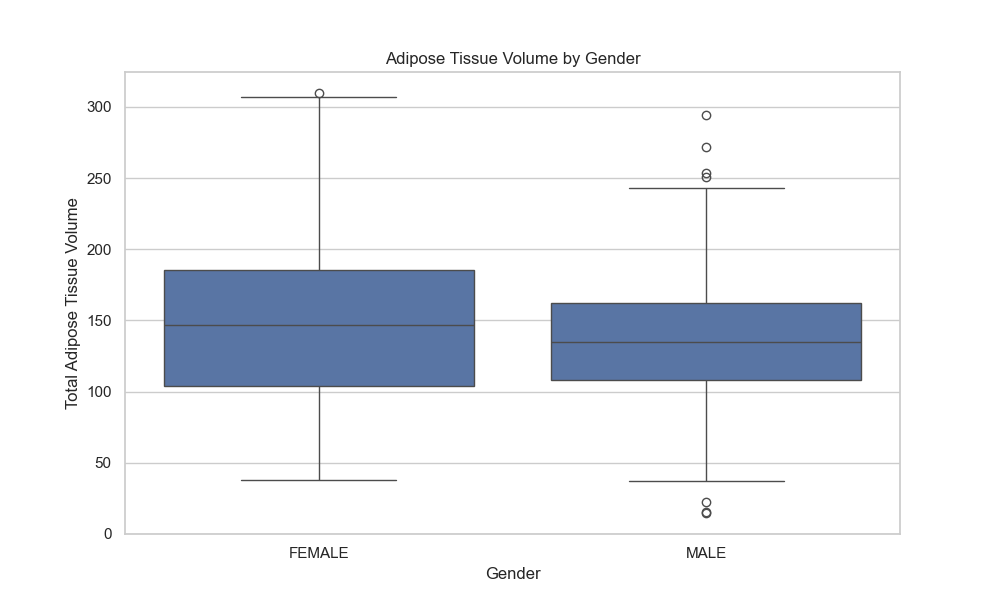 Adipose Tissue Volume by Gender
Total Adipose Tissue Volume
300
250
200
150
100
50
0
FEMALE
MALE
Gender